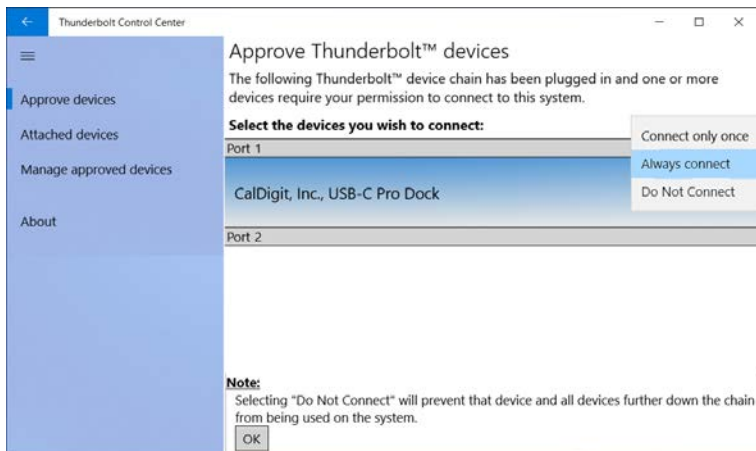 Thunderbolt Control Center
Approve devices
Attached devices
Manage approved devices
About
Approve Thunderbolt™ devices
The following Thunderbolt™ device chain has been plugged in and one or more
devices require your permission to connect to this system.
Select the devices you wish to connect:
Port 1
CalDigit, Inc., USB-C Pro Dock
Connect only once
Always connect
Do Not Connect
Port 2
Note:
Selecting "Do Not Connect" will prevent that device and all devices further down the chain
from being used on the system.
OK